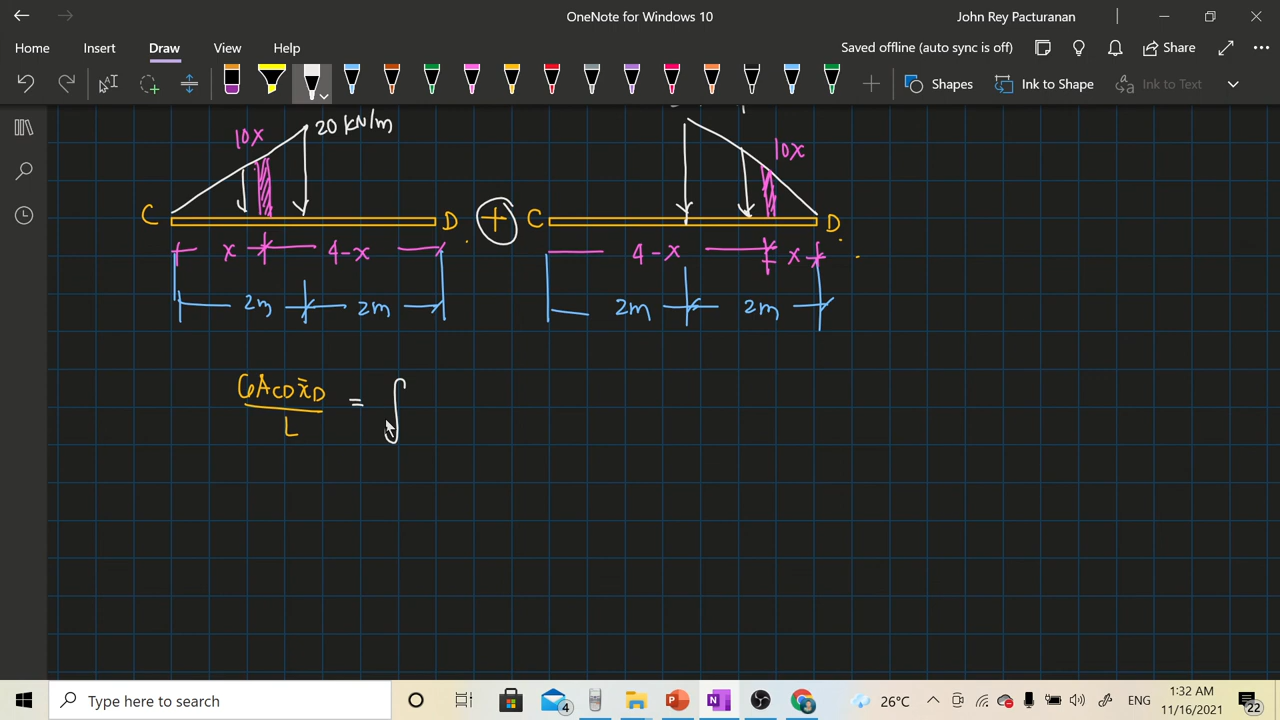 OneNote for Windows 10
John Rey Pacturanan
Home
Insert
Draw
View
Help
Saved offline (auto sync is off)
Share
Shapes
Ink to Shape
Ink to Text
20 kN/m
10x
10x
C
D
+
C
D
x
4-x
4-x
x
2m
2m
2m
2m
6ACD x̄D
= ∫
L
Type here to search
4
26°C
ENG
1:32 AM
11/16/2021
22